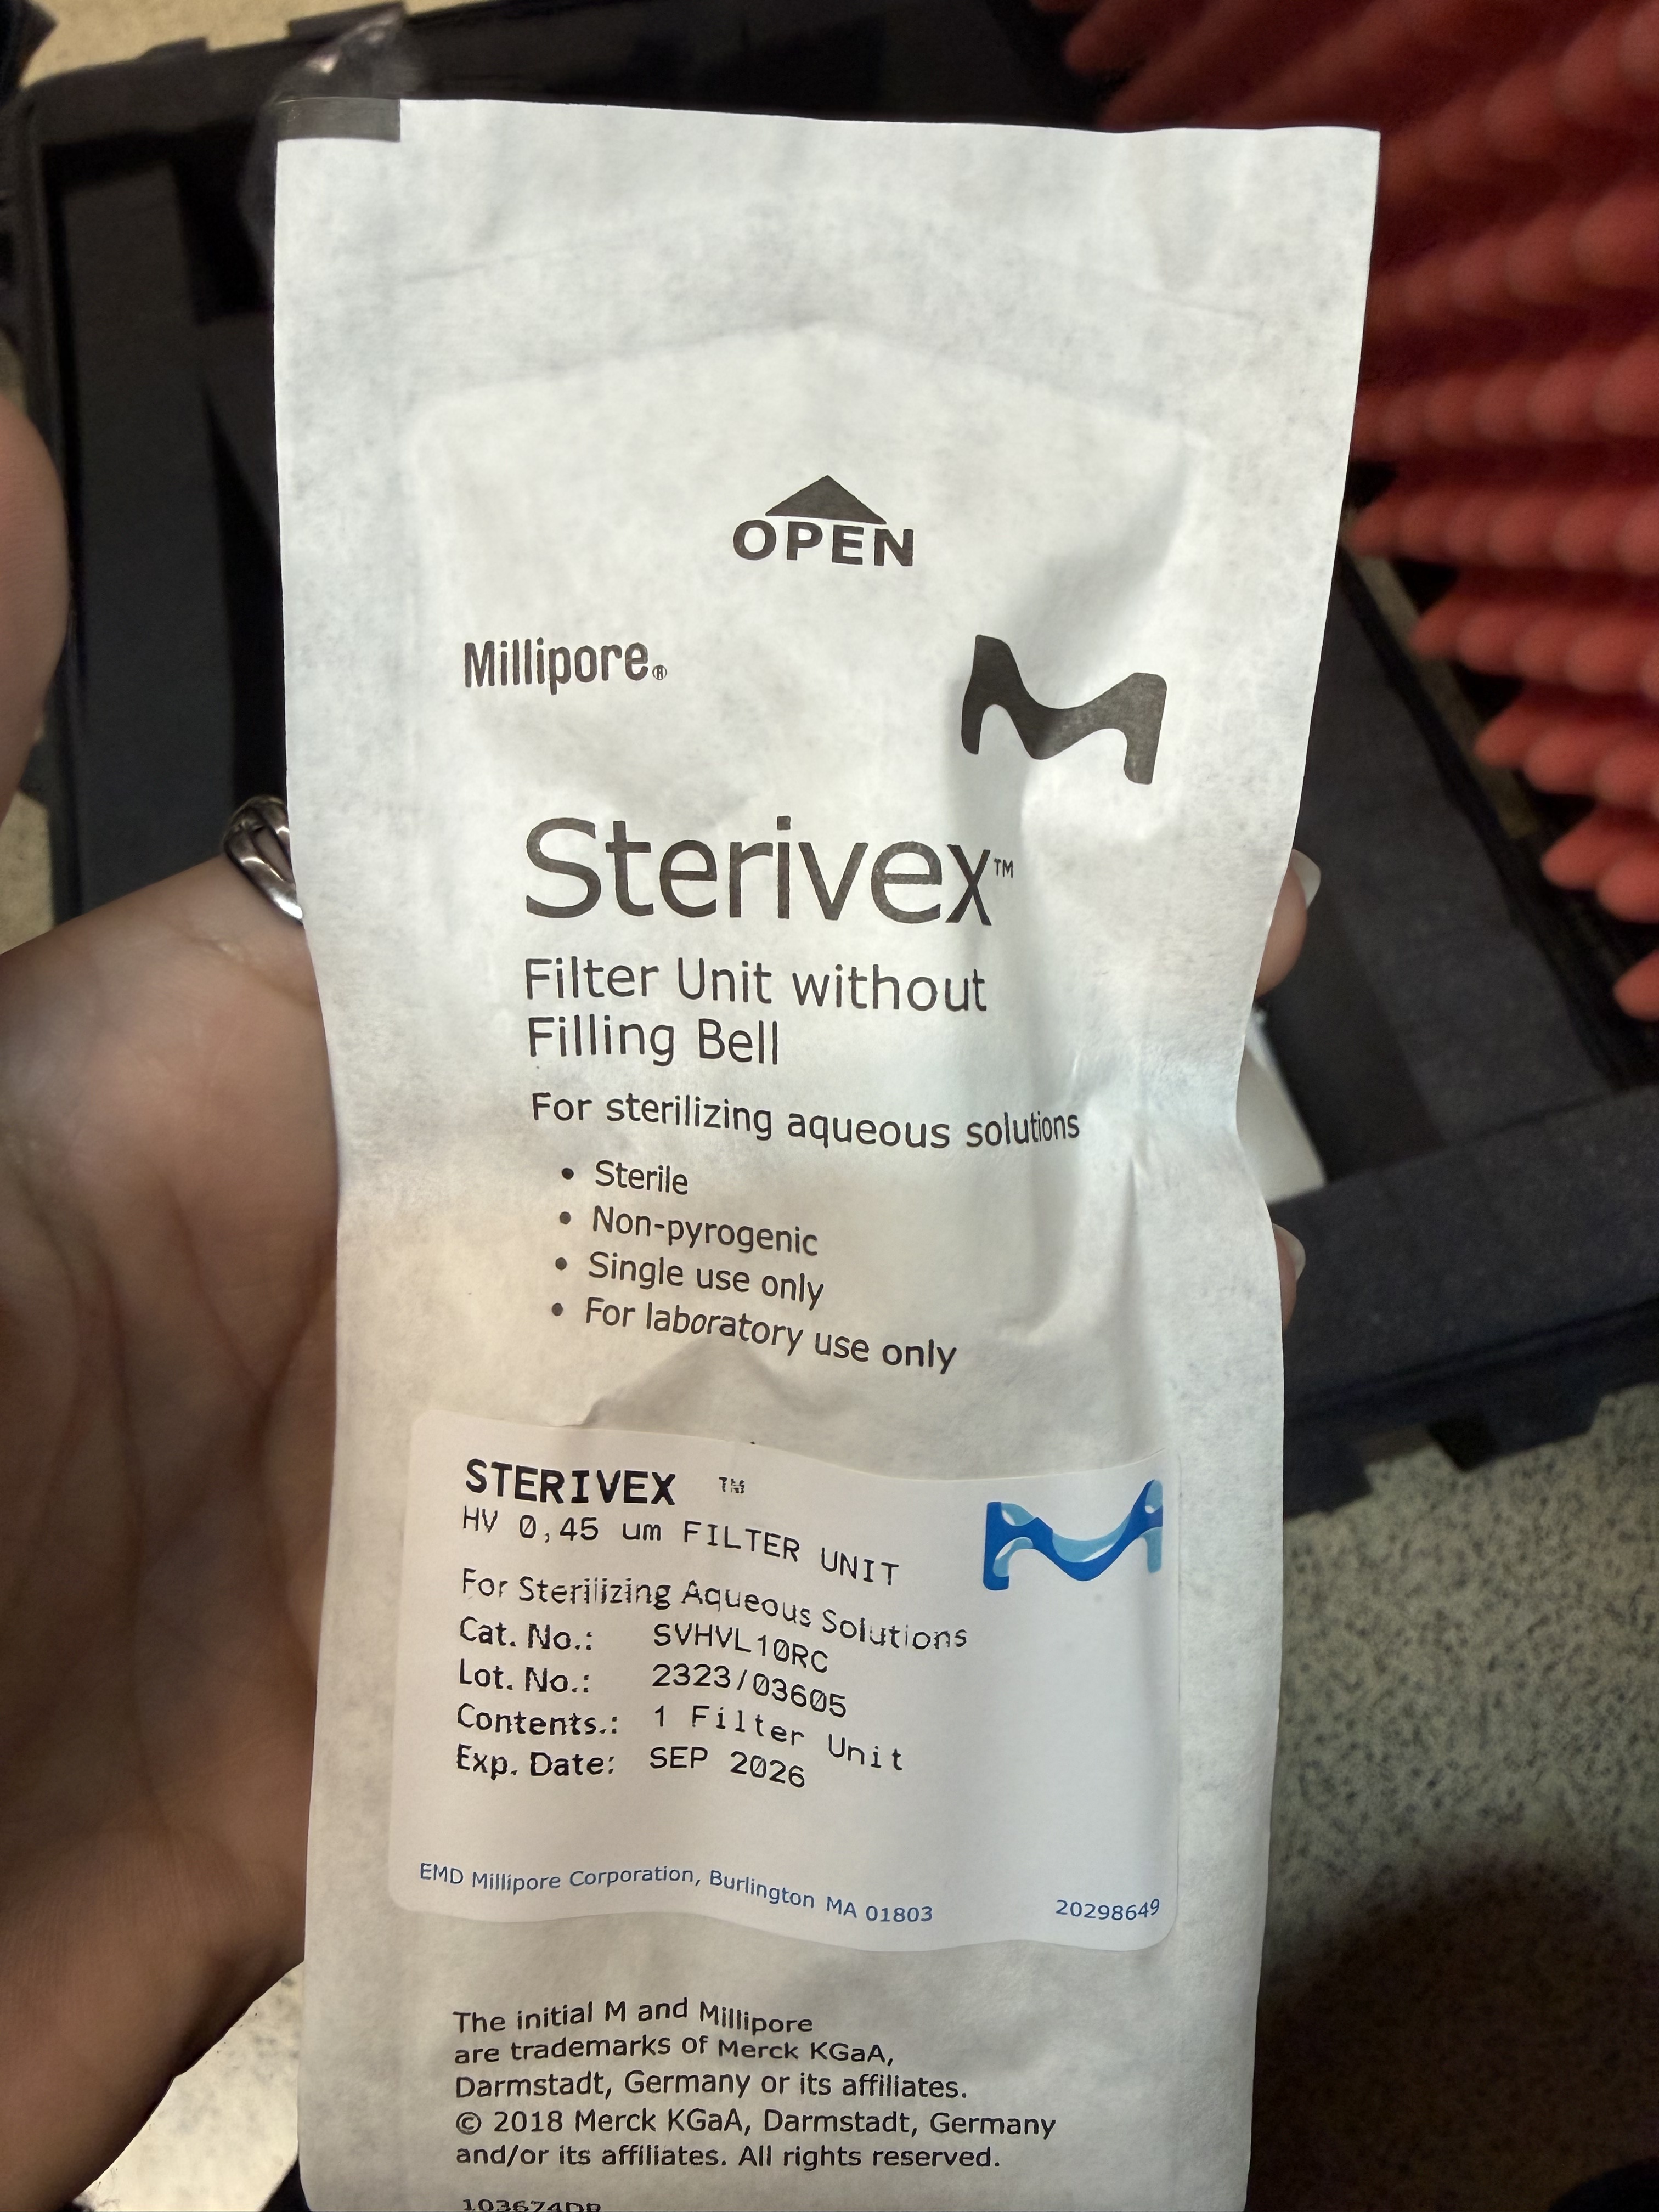 OPEN
Millipore®
Sterivex™
Filter Unit without
Filling Bell
For sterilizing aqueous solutions
• Sterile
• Non-pyrogenic
• Single use only
• For laboratory use only
STERIVEX ™
HV 0,45 um FILTER UNIT
For Sterilizing Aqueous Solutions
Cat. No.: SVHVL10RC
Lot. No.: 2323/03605
Contents.: 1 Filter Unit
Exp. Date: SEP 2026
EMD Millipore Corporation, Burlington MA 01803 20298649
The initial M and Millipore
are trademarks of Merck KGaA,
Darmstadt, Germany or its affiliates.
© 2018 Merck KGaA, Darmstadt, Germany
and/or its affiliates. All rights reserved.